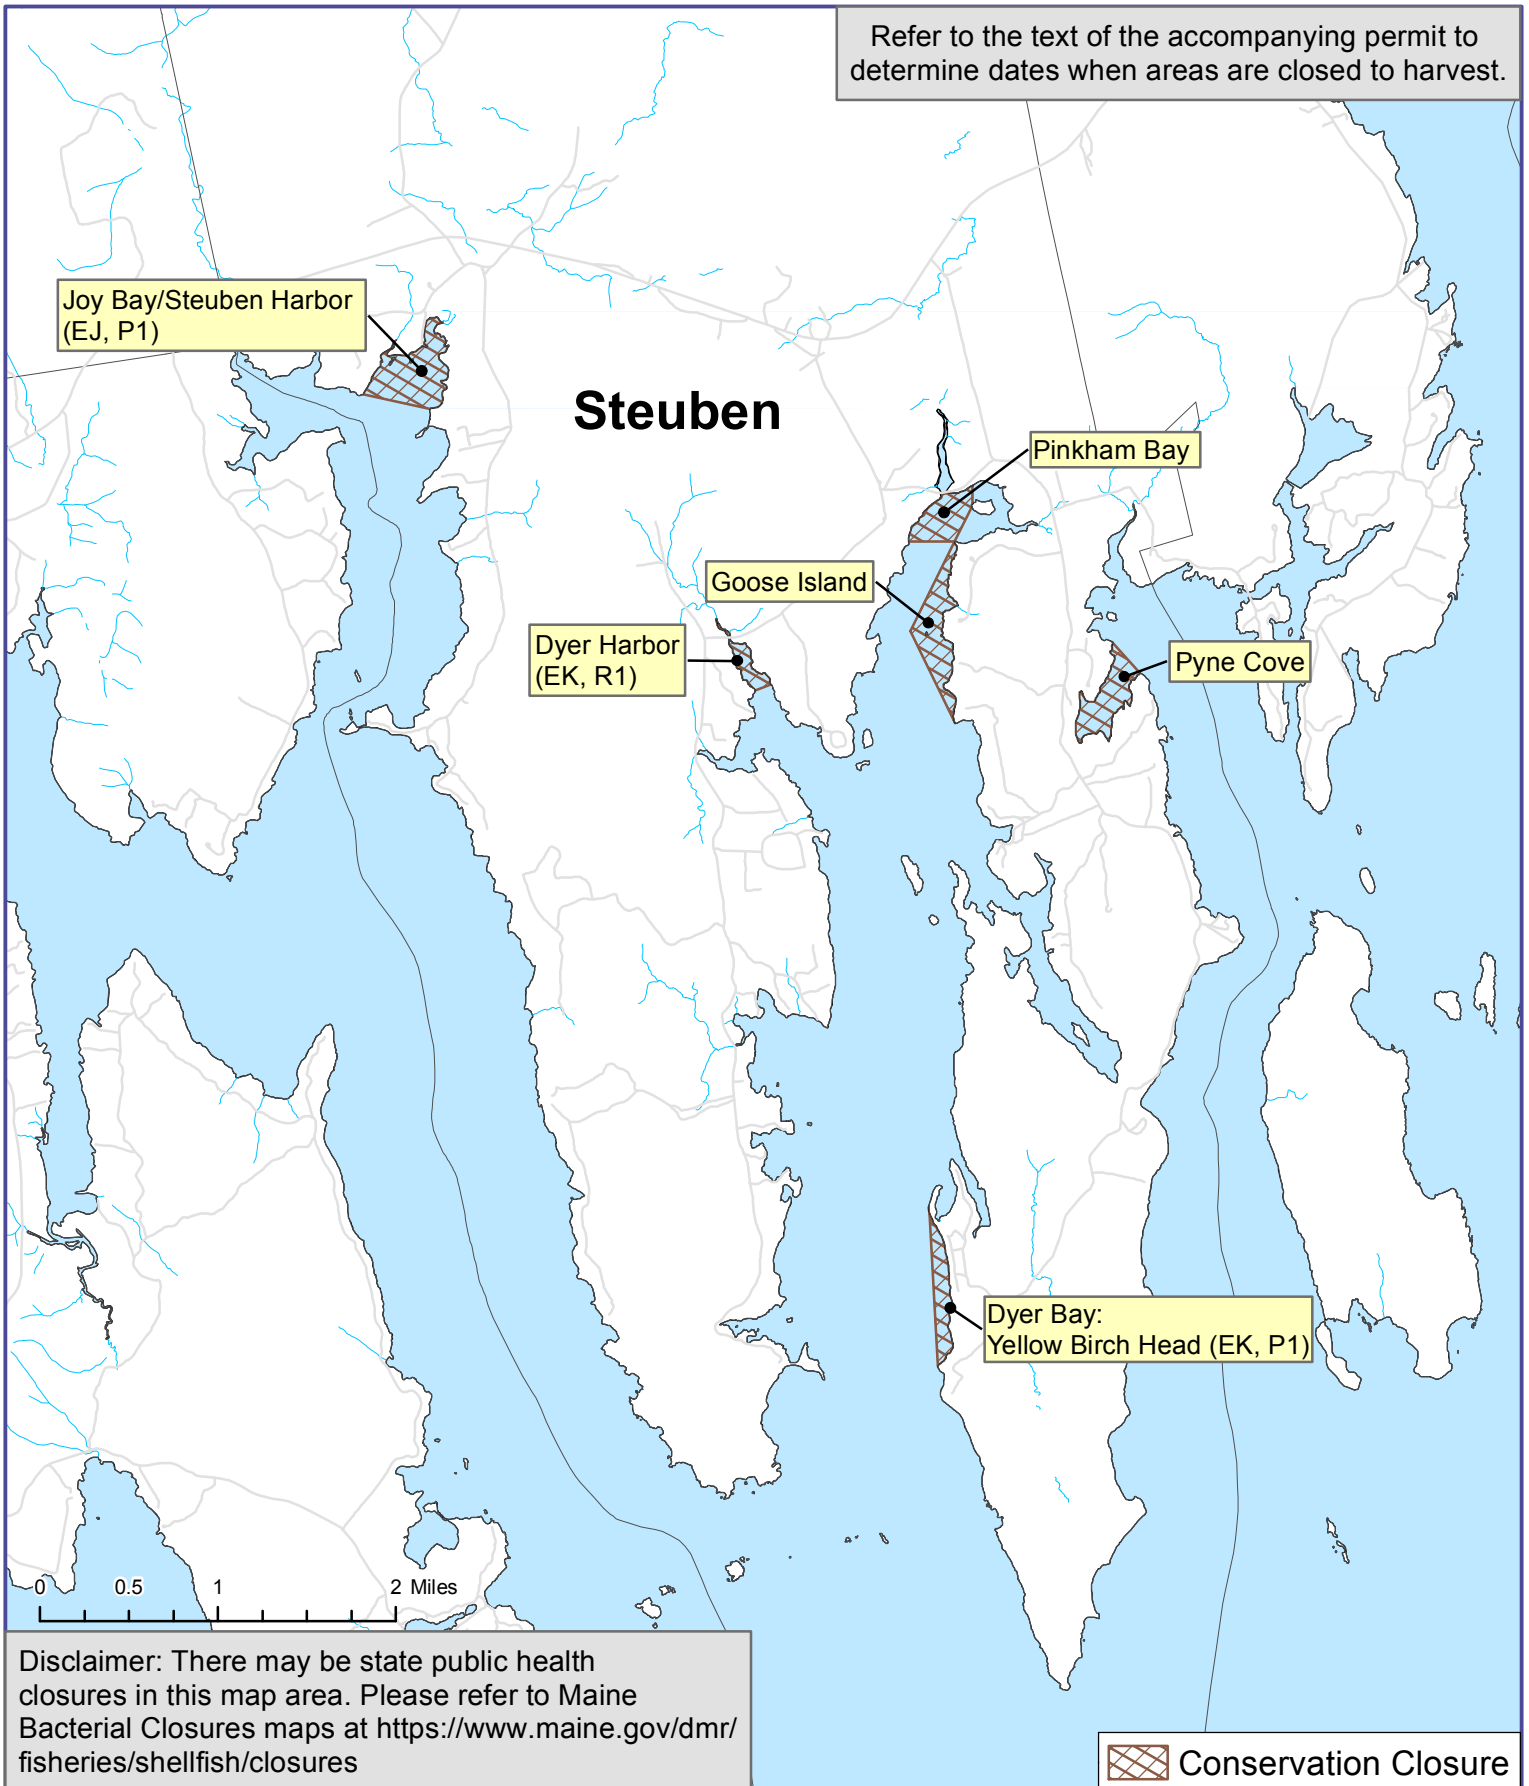 Refer to the text of the accompanying permit to
determine dates when areas are closed to harvest.
Joy Bay/Steuben Harbor
(EJ, P1)
Steuben
Pinkham Bay
Goose Island
Dyer Harbor
(EK, R1)
Pyne Cove
Dyer Bay:
Yellow Birch Head (EK, P1)
0 0.5 1 2 Miles
Disclaimer: There may be state public health
closures in this map area. Please refer to Maine
Bacterial Closures maps at https://www.maine.gov/dmr/
fisheries/shellfish/closures
Conservation Closure